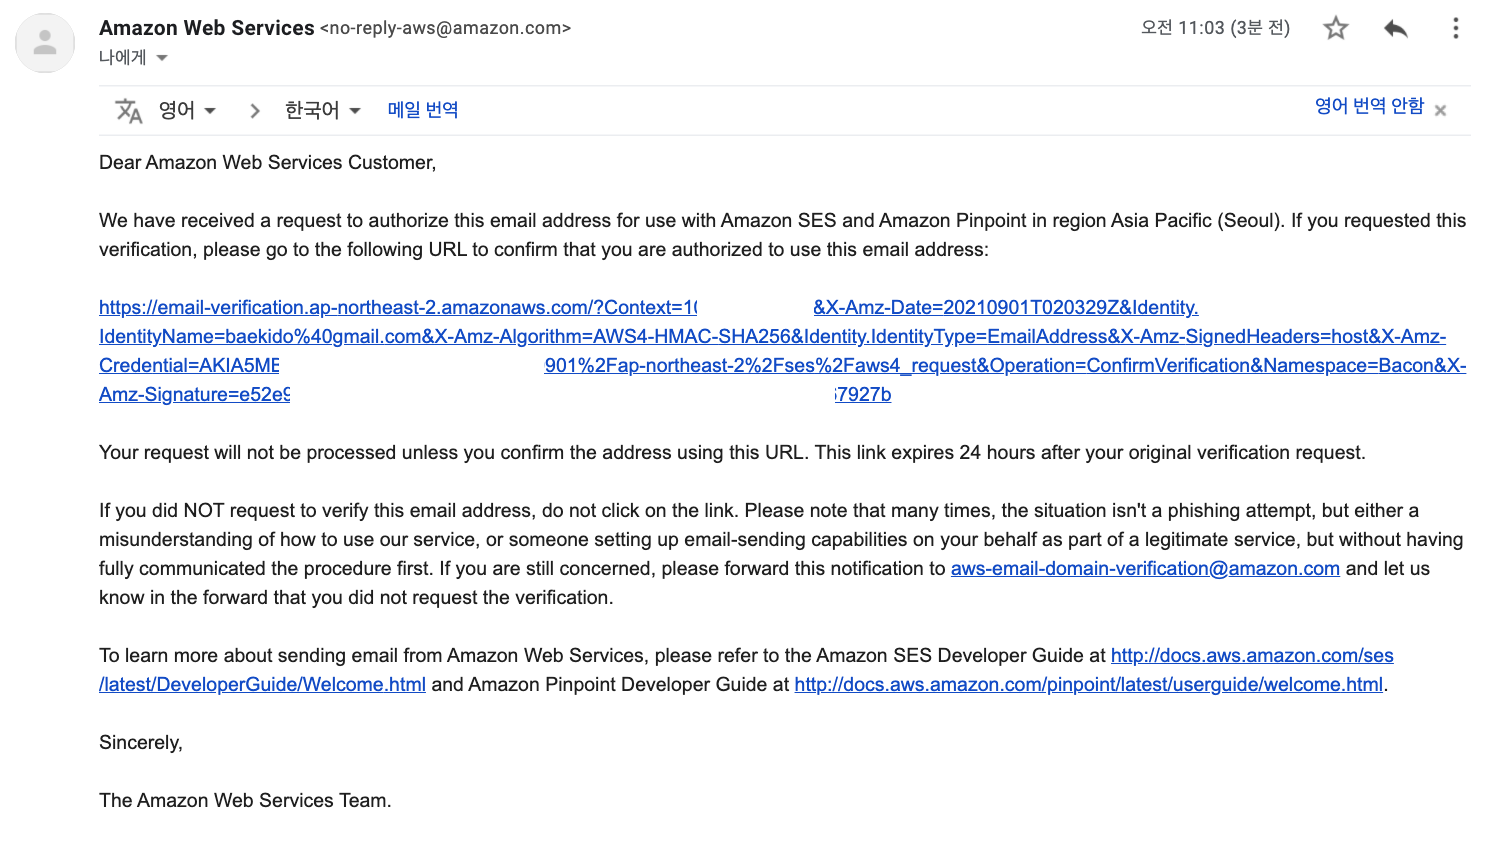 Amazon Web Services <no-reply-aws@amazon.com>
오전 11:03 (3분 전)
나에게
영어
한국어
메일 번역
영어 번역 안함
Dear Amazon Web Services Customer,
We have received a request to authorize this email address for use with Amazon SES and Amazon Pinpoint in region Asia Pacific (Seoul). If you requested this
verification, please go to the following URL to confirm that you are authorized to use this email address:
https://email-verification.ap-northeast-2.amazonaws.com/?Context=1 &X-Amz-Date=20210901T020329Z&Identity.
IdentityName=baekido%40gmail.com&X-Amz-Algorithm=AWS4-HMAC-SHA256&Identity.IdentityType=EmailAddress&X-Amz-SignedHeaders=host&X-Amz-
Credential=AKIA5ME 901%2Fap-northeast-2%2Fses%2Faws4_request&Operation=ConfirmVerification&Namespace=Bacon&X-
Amz-Signature=e52e9 7927b
Your request will not be processed unless you confirm the address using this URL. This link expires 24 hours after your original verification request.
If you did NOT request to verify this email address, do not click on the link. Please note that many times, the situation isn't a phishing attempt, but either a
misunderstanding of how to use our service, or someone setting up email-sending capabilities on your behalf as part of a legitimate service, but without having
fully communicated the procedure first. If you are still concerned, please forward this notification to aws-email-domain-verification@amazon.com and let us
know in the forward that you did not request the verification.
To learn more about sending email from Amazon Web Services, please refer to the Amazon SES Developer Guide at http://docs.aws.amazon.com/ses
/latest/DeveloperGuide/Welcome.html and Amazon Pinpoint Developer Guide at http://docs.aws.amazon.com/pinpoint/latest/userguide/welcome.html.
Sincerely,
The Amazon Web Services Team.